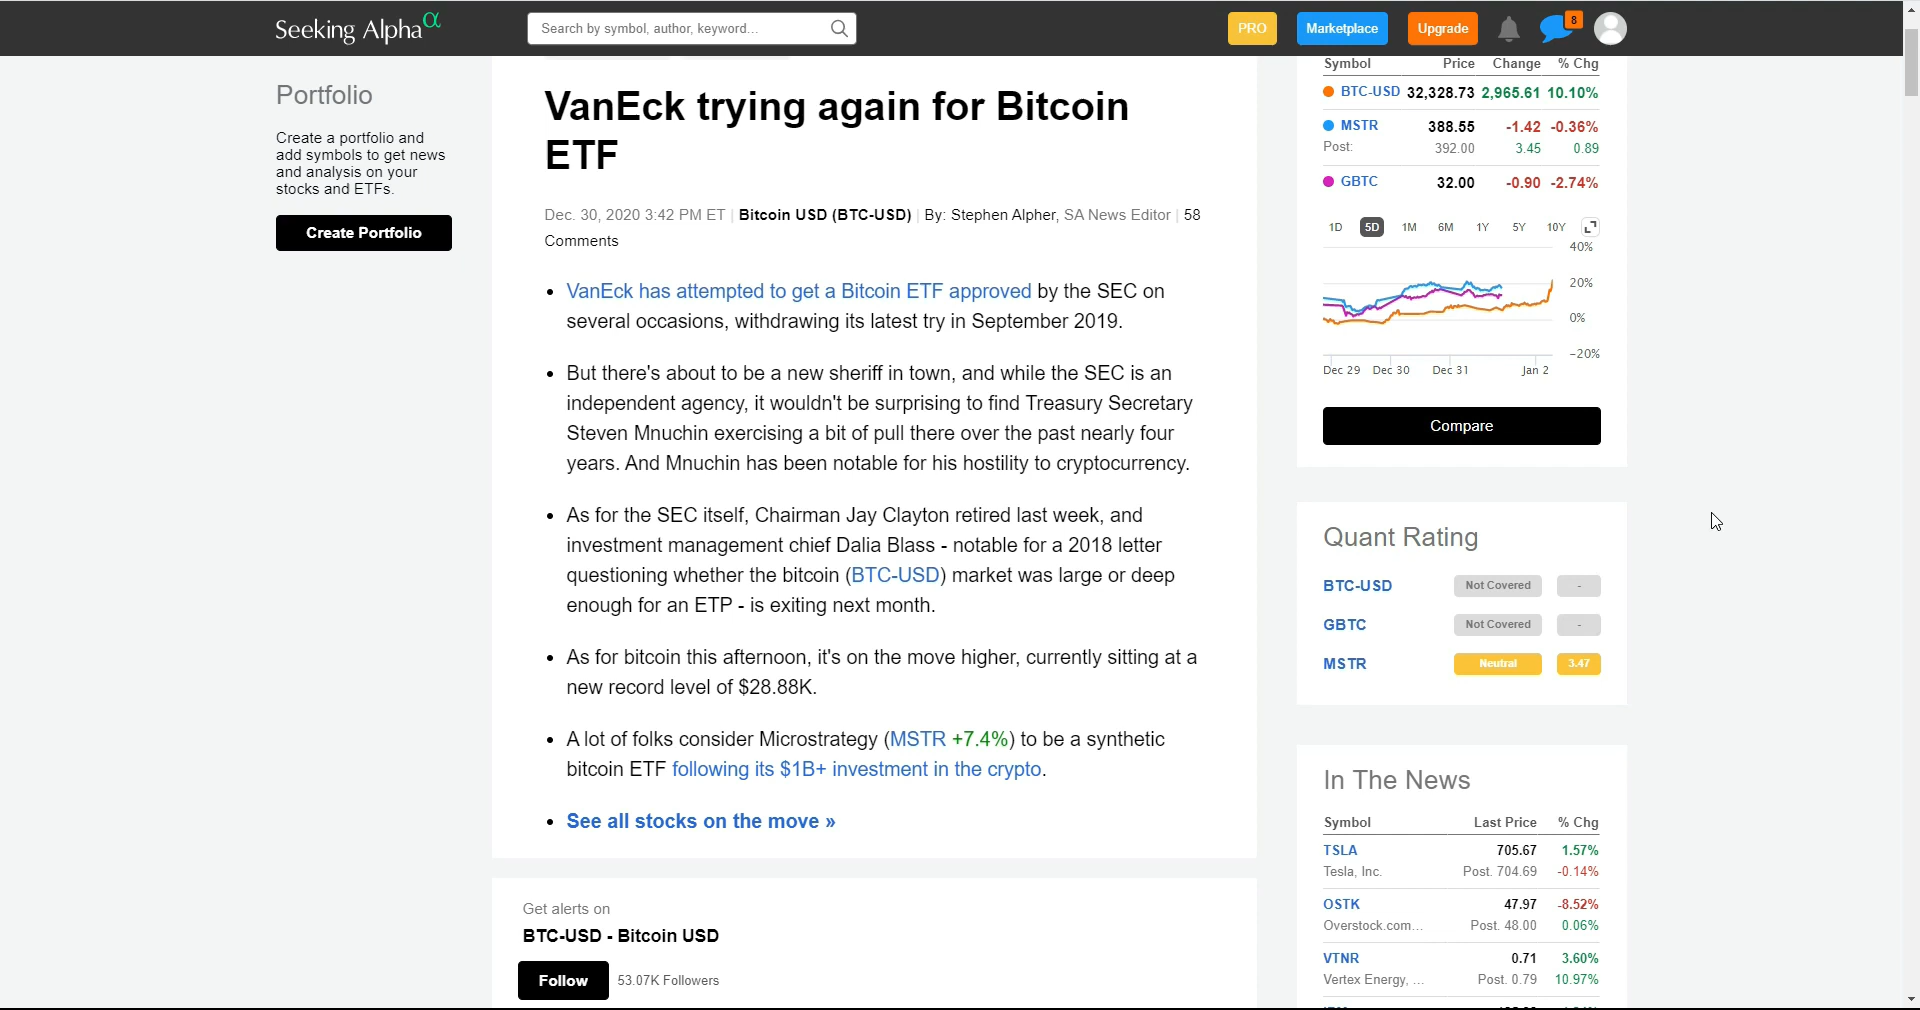 Seeking Alpha α
Search by symbol, author, keyword...
PRO
Marketplace
Upgrade
8
Portfolio
Create a portfolio and
add symbols to get news
and analysis on your
stocks and ETFs.
Create Portfolio
VanEck trying again for Bitcoin
ETF
Dec. 30, 2020 3:42 PM ET | Bitcoin USD (BTC-USD) | By: Stephen Alpher, SA News Editor | 58
Comments
• VanEck has attempted to get a Bitcoin ETF approved by the SEC on
several occasions, withdrawing its latest try in September 2019.
• But there's about to be a new sheriff in town, and while the SEC is an
independent agency, it wouldn't be surprising to find Treasury Secretary
Steven Mnuchin exercising a bit of pull there over the past nearly four
years. And Mnuchin has been notable for his hostility to cryptocurrency.
• As for the SEC itself, Chairman Jay Clayton retired last week, and
investment management chief Dalia Blass - notable for a 2018 letter
questioning whether the bitcoin (BTC-USD) market was large or deep
enough for an ETP - is exiting next month.
• As for bitcoin this afternoon, it's on the move higher, currently sitting at a
new record level of $28.88K.
• A lot of folks consider Microstrategy (MSTR +7.4%) to be a synthetic
bitcoin ETF following its $1B+ investment in the crypto.
• See all stocks on the move »
Get alerts on
BTC-USD - Bitcoin USD
Follow 53.07K Followers
Symbol Price Change % Chg
BTC-USD 32,328.73 2,965.61 10.10%
MSTR 388.55 -1.42 -0.36%
Post: 392.00 3.45 0.89
GBTC 32.00 -0.90 -2.74%
1D 5D 1M 6M 1Y 5Y 10Y
40%
20%
0%
-20%
Dec 29 Dec 30 Dec 31 Jan 2
Compare
Quant Rating
BTC-USD Not Covered -
GBTC Not Covered -
MSTR Neutral 3.47
In The News
Symbol Last Price % Chg
TSLA 705.67 1.57%
Tesla, Inc. Post. 704.69 -0.14%
OSTK 47.97 -8.52%
Overstock.com... Post. 48.00 0.06%
VTNR 0.71 3.60%
Vertex Energy, ... Post. 0.79 10.97%